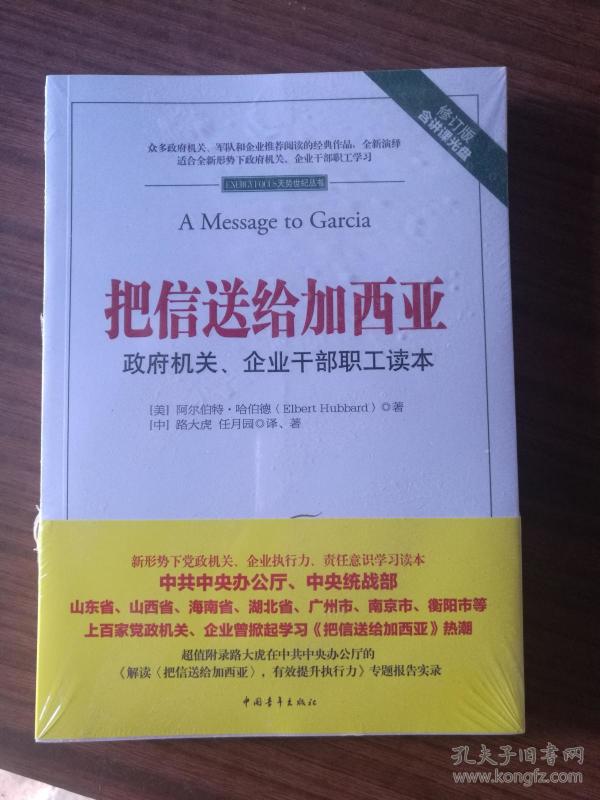 修订版
含讲课光盘
众多政府机关、军队和企业推荐阅读的经典作品，全新演绎
适合全新形势下政府机关、企业干部职工学习
ENERGY FOCUS·天势世纪丛书
A Message to Garcia
把信送给加西亚
政府机关、企业干部职工读本
［美］阿尔伯特·哈伯德（Elbert Hubbard）◎著
［中］路大虎 任月园◎译、著
新形势下党政机关、企业执行力、责任意识学习读本
中共中央办公厅、中央统战部
山东省、山西省、海南省、湖北省、广州市、南京市、衡阳市等
上百家党政机关、企业曾掀起学习《把信送给加西亚》热潮
超值附录路大虎在中共中央办公厅的
《解读〈把信送给加西亚〉，有效提升执行力》专题报告实录
中国青年出版社
孔夫子旧书网
www.kongfz.com